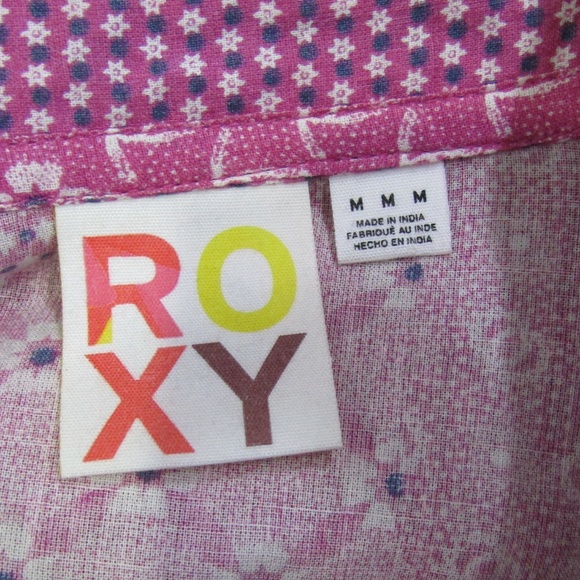 RO
XY
M M M
MADE IN INDIA
FABRIQUÉ AU INDE
HECHO EN INDIA